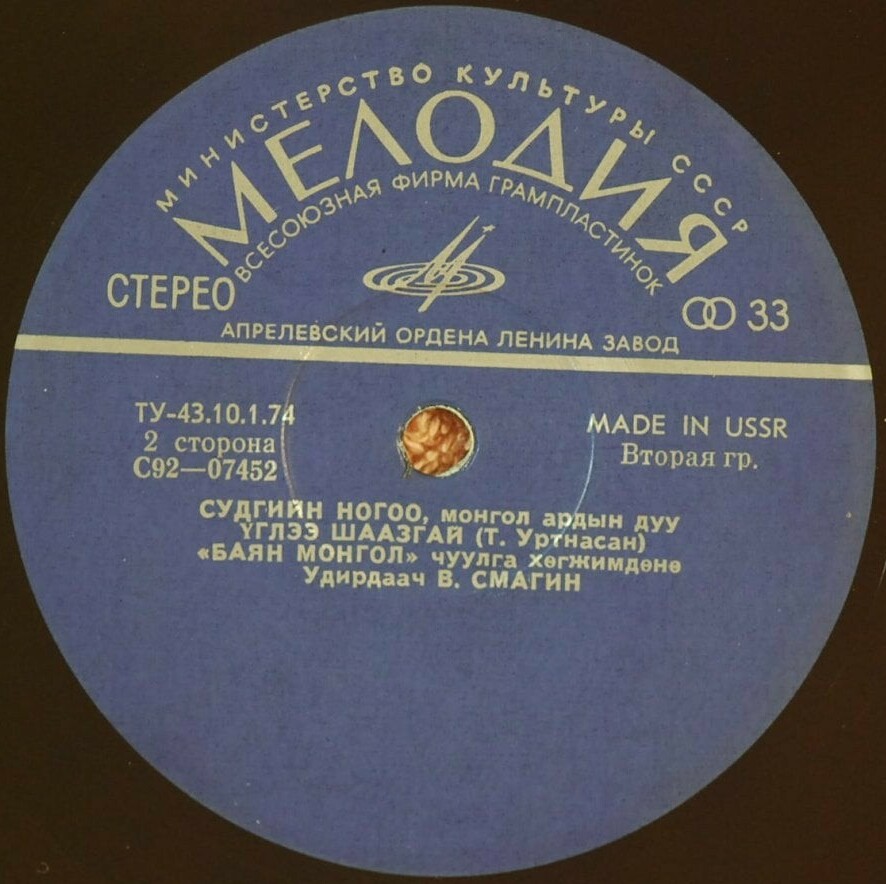 МИНИСТЕРСТВО КУЛЬТУРЫ СССР
МЕЛОДИЯ
ВСЕСОЮЗНАЯ ФИРМА ГРАМПЛАСТИНОК
СТЕРЕО
33
АПРЕЛЕВСКИЙ ОРДЕНА ЛЕНИНА ЗАВОД
ТУ-43.10.1.74
2 сторона
С92—07452
MADE IN USSR
Вторая гр.
СУДГИЙН НОГОО, монгол ардын дуу
ҮГЛЭЭ ШААЗГАЙ (Т. Уртнасан)
«БАЯН МОНГОЛ» чуулга хөгжимдөнө
Удирдаач В. СМАГИН